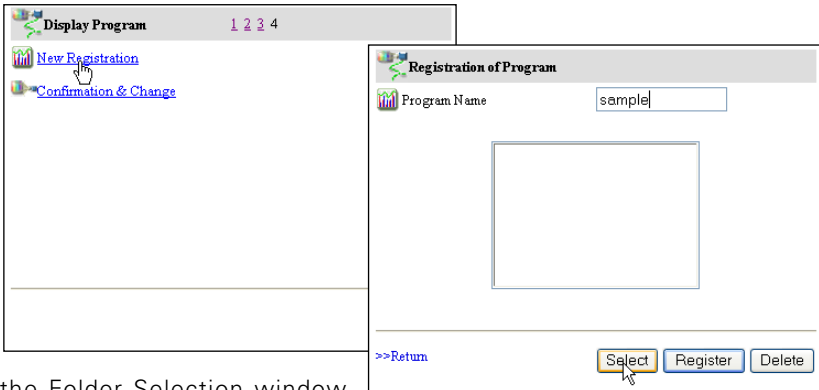 Display Program 1 2 3 4
New Registration
Confirmation & Change
Registration of Program
Program Name sample
>>Return Select Register Delete
the Folder Selection window